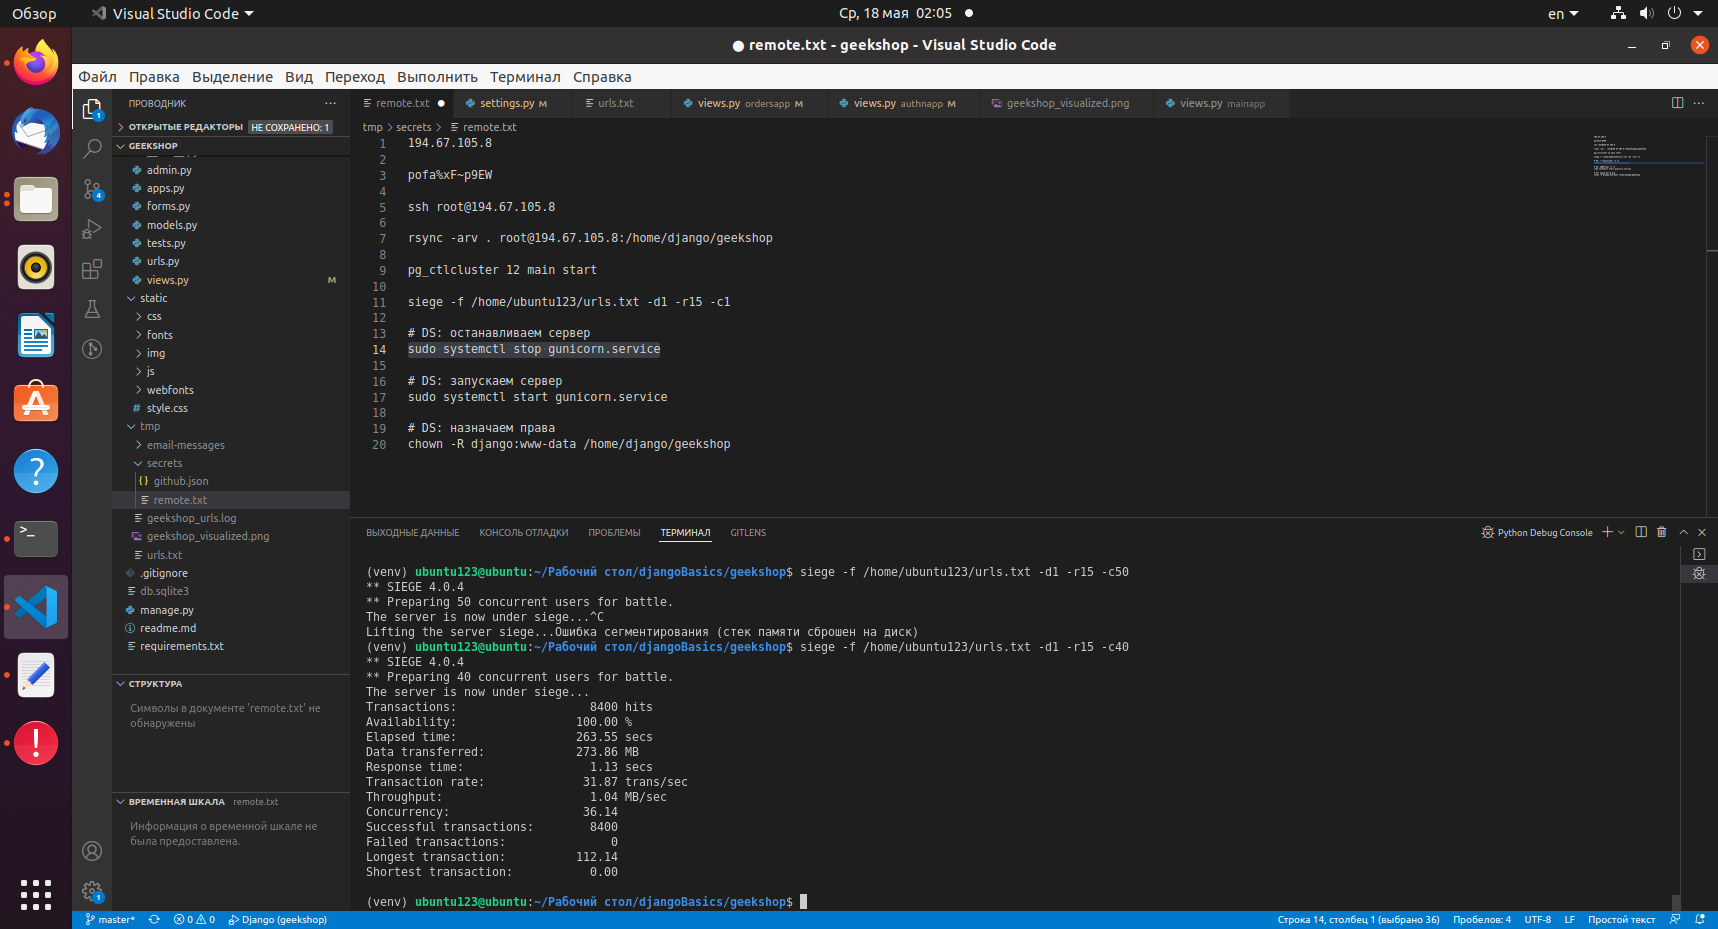 Обзор
Visual Studio Code
Ср, 18 мая 02:05
en
● remote.txt - geekshop - Visual Studio Code
Файл Правка Выделение Вид Переход Выполнить Терминал Справка
ПРОВОДНИК
ОТКРЫТЫЕ РЕДАКТОРЫ НЕ СОХРАНЕНО: 1
GEEKSHOP
admin.py
apps.py
forms.py
models.py
tests.py
urls.py
views.py M
static
css
fonts
img
js
webfonts
# style.css
tmp
email-messages
secrets
{} github.json
remote.txt
geekshop_urls.log
geekshop_visualized.png
urls.txt
.gitignore
db.sqlite3
manage.py
readme.md
requirements.txt
СТРУКТУРА
Символы в документе 'remote.txt' не
обнаружены
ВРЕМЕННАЯ ШКАЛА remote.txt
Информация о временной шкале не
была предоставлена.
remote.txt ●
settings.py M
urls.txt
views.py ordersapp M
views.py authnapp M
geekshop_visualized.png
views.py mainapp
tmp > secrets > remote.txt
1 194.67.105.8
2
3 pofa%xF~p9EW
4
5 ssh root@194.67.105.8
6
7 rsync -arv . root@194.67.105.8:/home/django/geekshop
8
9 pg_ctlcluster 12 main start
10
11 siege -f /home/ubuntu123/urls.txt -d1 -r15 -c1
12
13 # DS: останавливаем сервер
14 sudo systemctl stop gunicorn.service
15
16 # DS: запускаем сервер
17 sudo systemctl start gunicorn.service
18
19 # DS: назначаем права
20 chown -R django:www-data /home/django/geekshop
ВЫХОДНЫЕ ДАННЫЕ КОНСОЛЬ ОТЛАДКИ ПРОБЛЕМЫ ТЕРМИНАЛ GITLENS
Python Debug Console
(venv) ubuntu123@ubuntu:~/Рабочий стол/djangoBasics/geekshop$ siege -f /home/ubuntu123/urls.txt -d1 -r15 -c50
** SIEGE 4.0.4
** Preparing 50 concurrent users for battle.
The server is now under siege...^C
Lifting the server siege...Ошибка сегментирования (стек памяти сброшен на диск)
(venv) ubuntu123@ubuntu:~/Рабочий стол/djangoBasics/geekshop$ siege -f /home/ubuntu123/urls.txt -d1 -r15 -c40
** SIEGE 4.0.4
** Preparing 40 concurrent users for battle.
The server is now under siege...
Transactions: 8400 hits
Availability: 100.00 %
Elapsed time: 263.55 secs
Data transferred: 273.86 MB
Response time: 1.13 secs
Transaction rate: 31.87 trans/sec
Throughput: 1.04 MB/sec
Concurrency: 36.14
Successful transactions: 8400
Failed transactions: 0
Longest transaction: 112.14
Shortest transaction: 0.00
(venv) ubuntu123@ubuntu:~/Рабочий стол/djangoBasics/geekshop$
master* 0 0 Django (geekshop)
Строка 14, столбец 1 (выбрано 36) Пробелов: 4 UTF-8 LF Простой текст